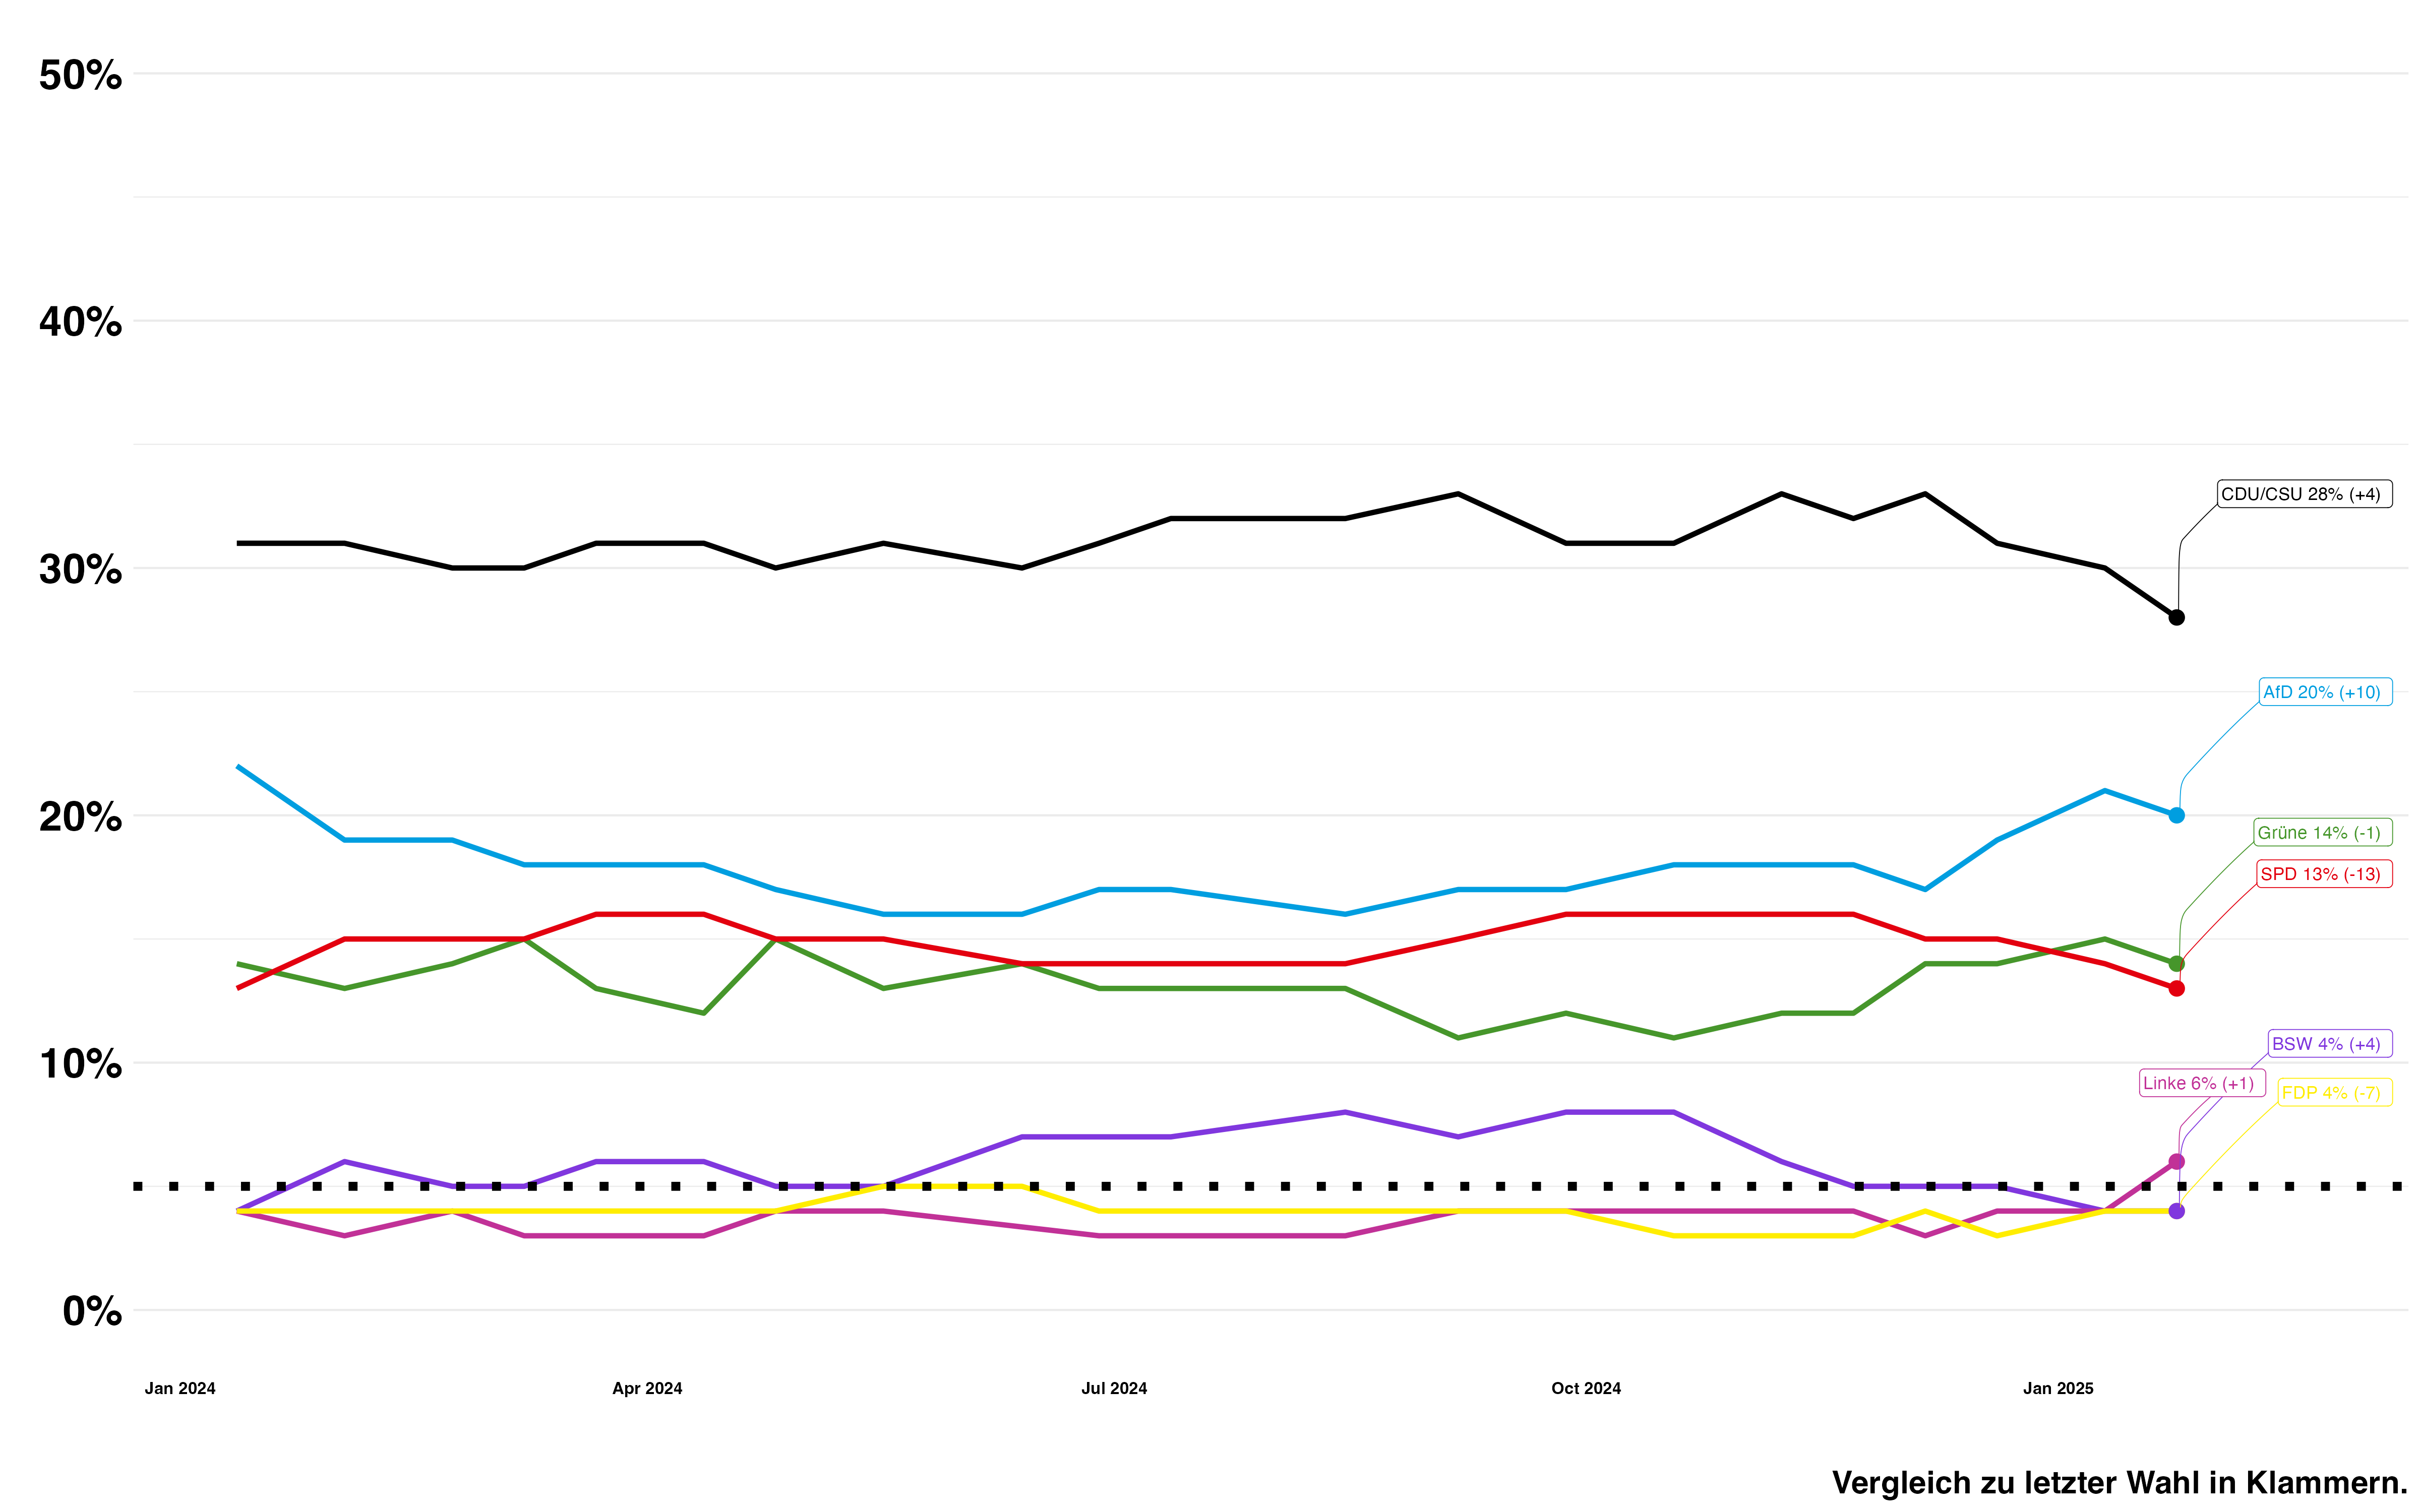 50%
40%
30%
20%
10%
0%
CDU/CSU 28% (+4)
AfD 20% (+10)
Grüne 14% (-1)
SPD 13% (-13)
BSW 4% (+4)
Linke 6% (+1)
FDP 4% (-7)
Jan 2024
Apr 2024
Jul 2024
Oct 2024
Jan 2025
Vergleich zu letzter Wahl in Klammern.